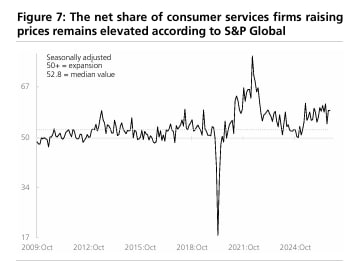 Figure 7: The net share of consumer services firms raising
prices remains elevated according to S&P Global
Seasonally adjusted
50+ = expansion
52.8 = median value
67
50
34
17
2009:Oct 2012:Oct 2015:Oct 2018:Oct 2021:Oct 2024:Oct